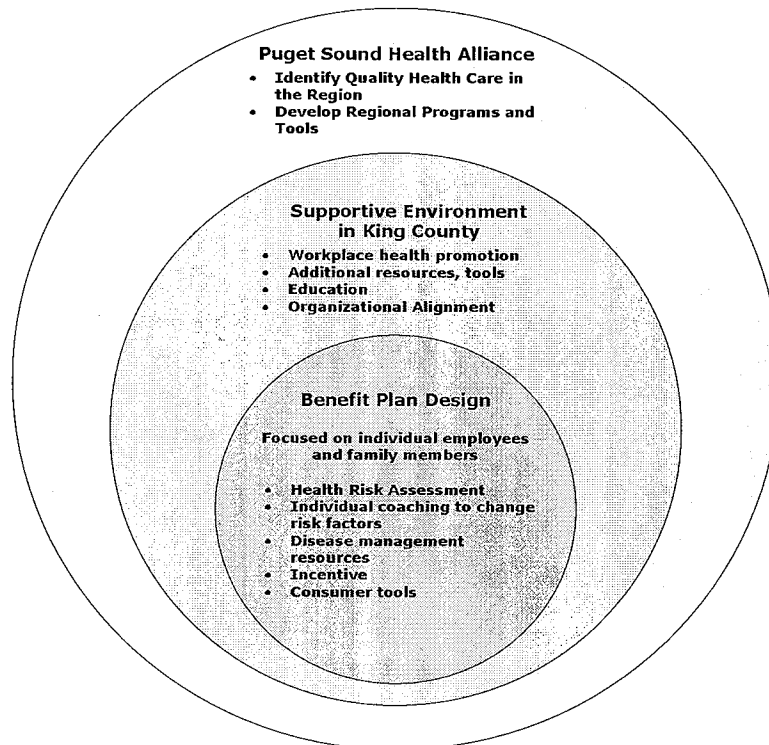 Puget Sound Health Alliance
• Identify Quality Health Care in
the Region
• Develop Regional Programs and
Tools
Supportive Environment
in King County
• Workplace health promotion
• Additional resources, tools
• Education
• Organizational Alignment
Benefit Plan Design
Focused on individual employees
and family members
• Health Risk Assessment
• Individual coaching to change
risk factors
• Disease management
resources
• Incentive
• Consumer tools